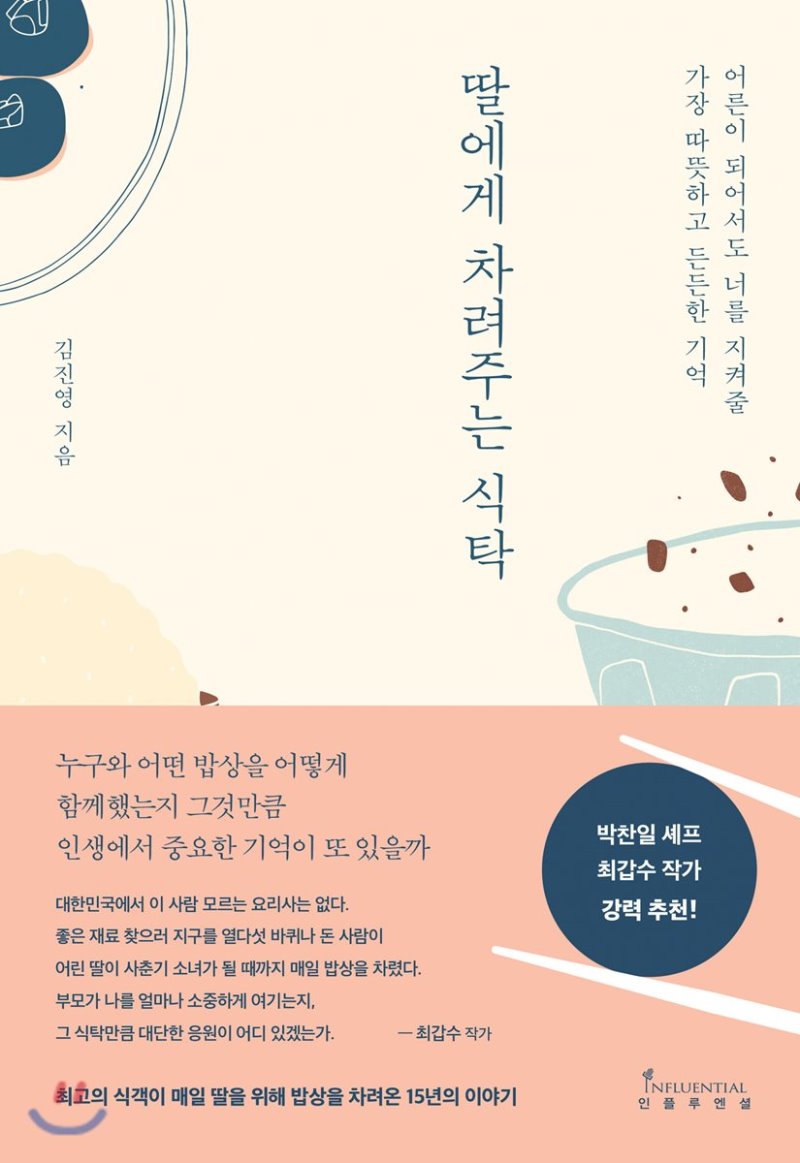 어른이 되어서도 너를 지켜줄
가장 따뜻하고 든든한 기억
딸에게 차려주는 식탁
김진영 지음
누구와 어떤 밥상을 어떻게
함께했는지 그것만큼
인생에서 중요한 기억이 또 있을까
박찬일 셰프
최갑수 작가
강력 추천!
대한민국에서 이 사람 모르는 요리사는 없다.
좋은 재료 찾으러 지구를 열다섯 바퀴나 돈 사람이
어린 딸이 사춘기 소녀가 될 때까지 매일 밥상을 차렸다.
부모가 나를 얼마나 소중하게 여기는지,
그 식탁만큼 대단한 응원이 어디 있겠는가. — 최갑수 작가
최고의 식객이 매일 딸을 위해 밥상을 차려온 15년의 이야기
INFLUENTIAL
인플루엔셜